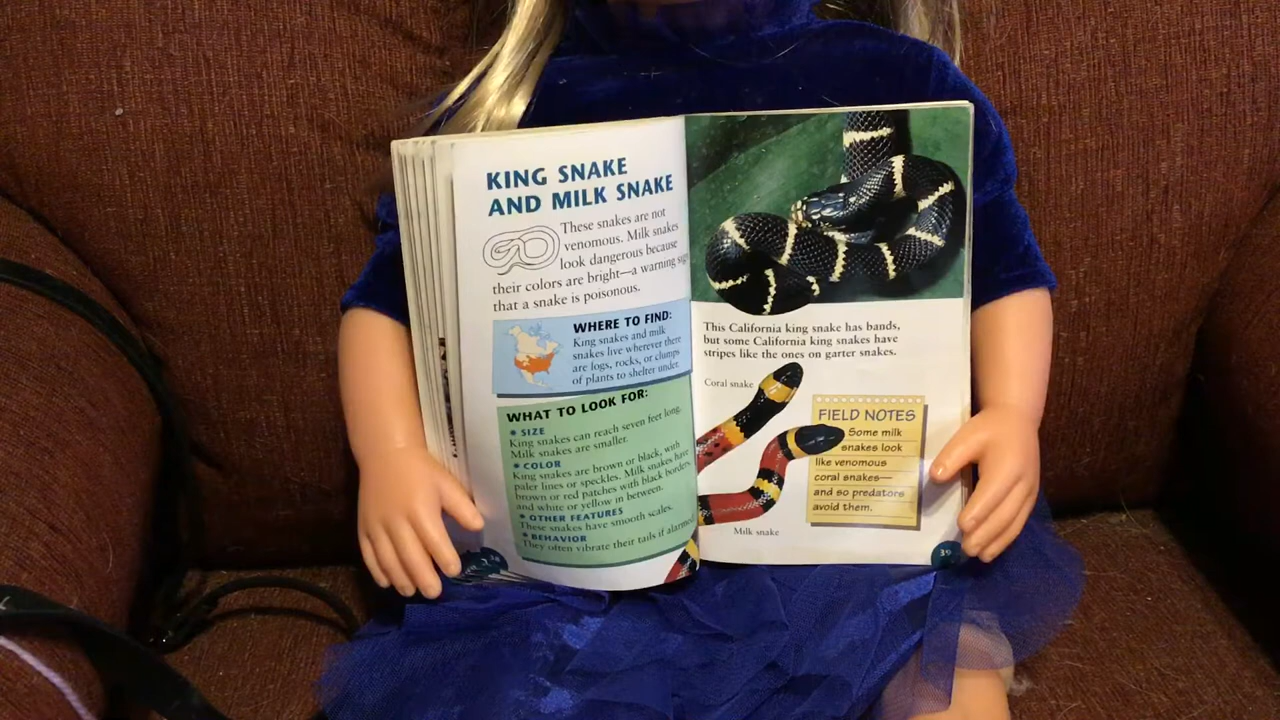 KING SNAKE
AND MILK SNAKE
These snakes are not
venomous. Milk snakes
look dangerous because
their colors are bright—a warning sign
that a snake is poisonous.
WHERE TO FIND:
King snakes and milk
snakes live wherever there
are logs, rocks, or clumps
of plants to shelter under.
WHAT TO LOOK FOR:
• SIZE
King snakes can reach seven feet long.
Milk snakes are smaller.
• COLOR
King snakes are brown or black, with
paler lines or speckles. Milk snakes have
brown or red patches with black borders,
and white or yellow in between.
• OTHER FEATURES
These snakes have smooth scales.
• BEHAVIOR
They often vibrate their tails if alarmed
38
This California king snake has bands,
but some California king snakes have
stripes like the ones on garter snakes.
Coral snake
Milk snake
FIELD NOTES
Some milk
snakes look
like venomous
coral snakes—
and so predators
avoid them.
39